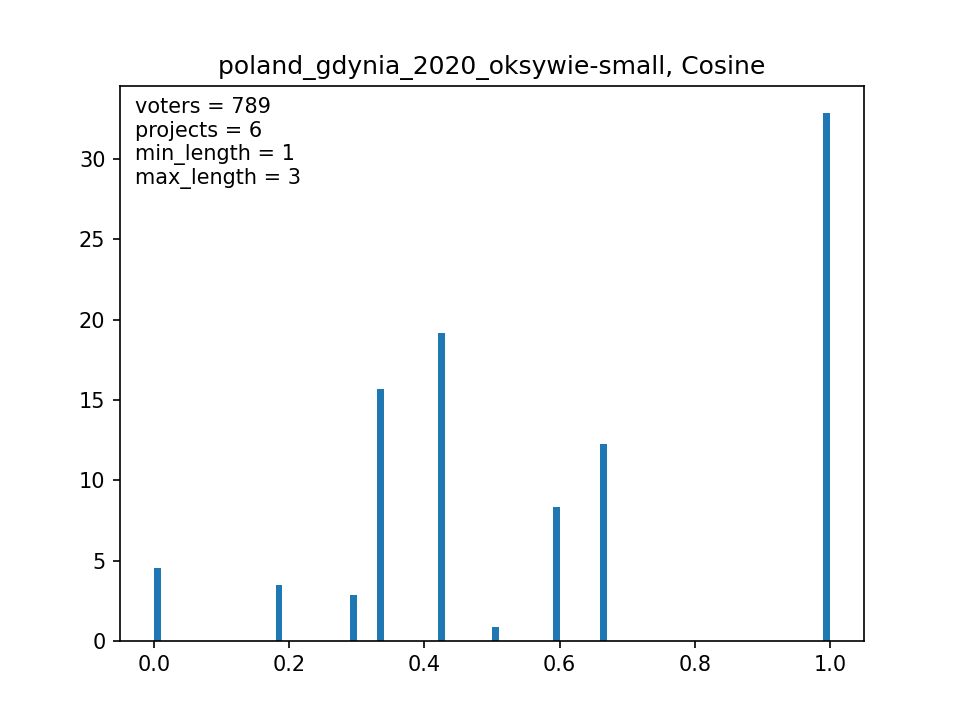 poland_gdynia_2020_oksywie-small, Cosine
voters = 789
projects = 6
min_length = 1
max_length = 3
30
25
20
15
10
5
0
0.0 0.2 0.4 0.6 0.8 1.0